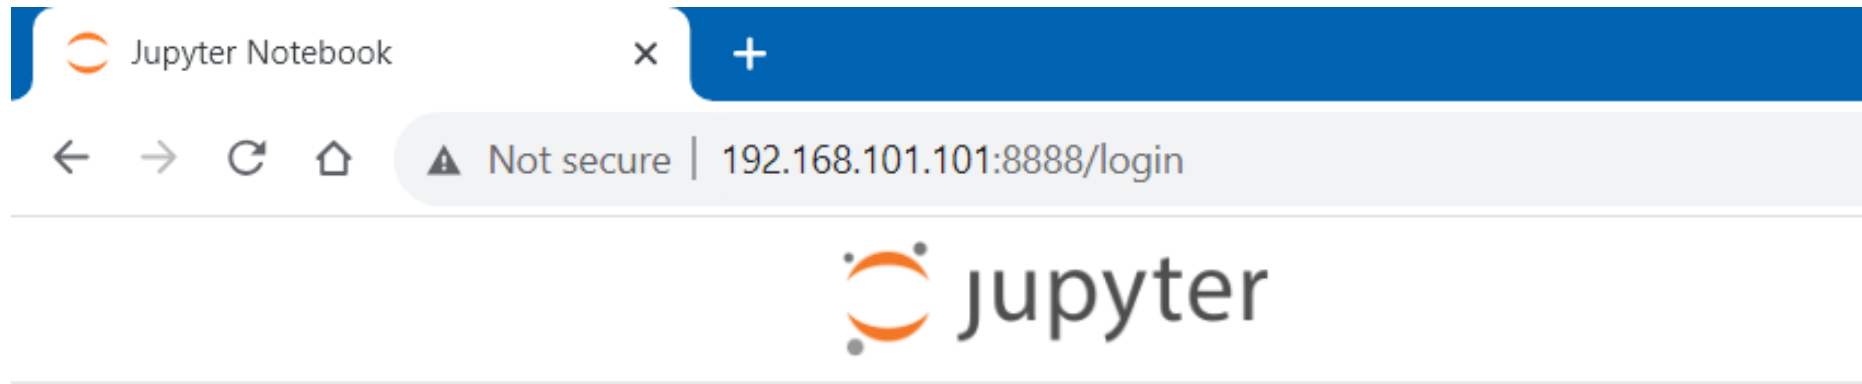 Jupyter Notebook
Not secure 192.168.101.101:8888/login
jupyter